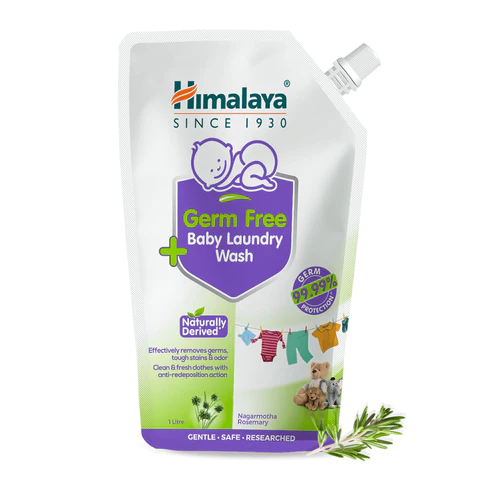 Himalaya®
SINCE 1930
Germ Free
Baby Laundry
Wash
GERM
99.99%
PROTECTION*
Naturally
Derived*
Effectively removes germs,
tough stains & odor
Clean & fresh clothes with
anti-redeposition action
1 Litre
Nagarmotha
Rosemary
GENTLE • SAFE • RESEARCHED